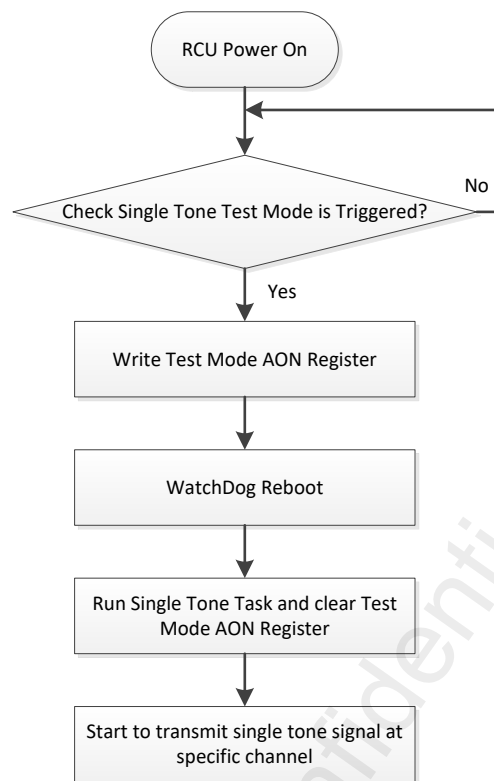 RCU Power On
No
Check Single Tone Test Mode is Triggered?
Yes
Write Test Mode AON Register
WatchDog Reboot
Run Single Tone Task and clear Test
Mode AON Register
Start to transmit single tone signal at
specific channel